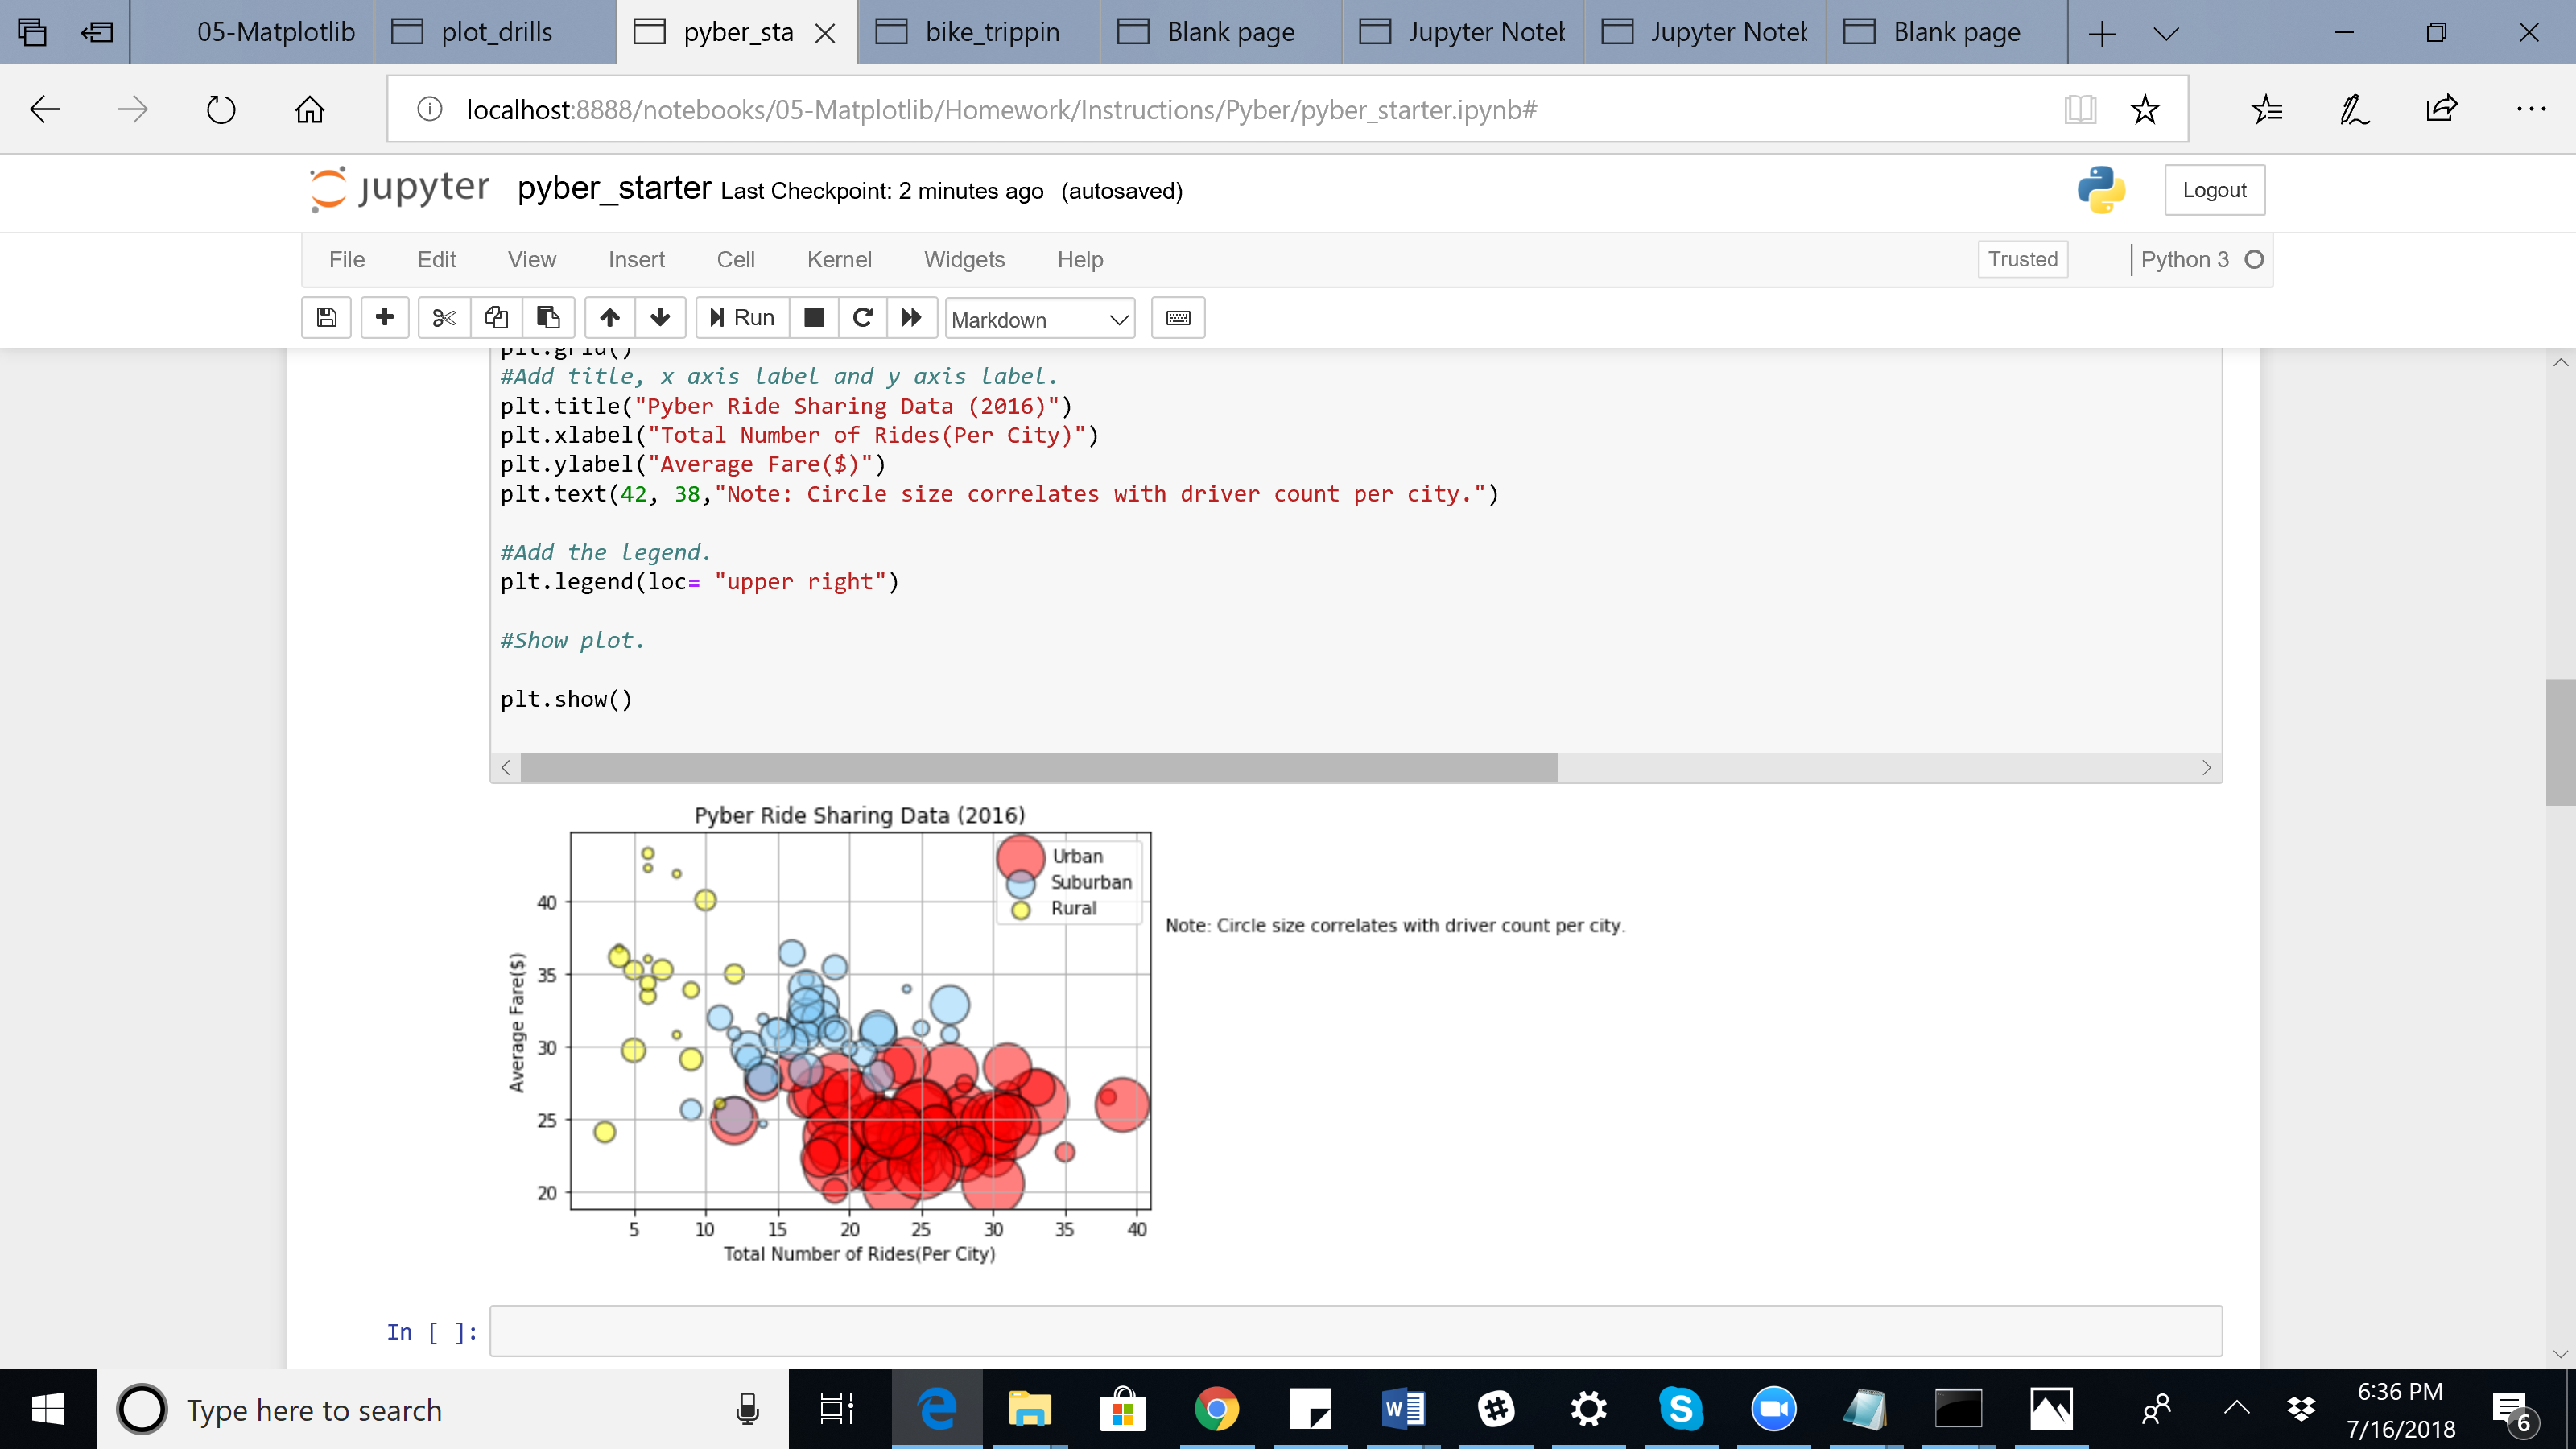 05-Matplotlib
plot_drills
pyber_sta
bike_trippin
Blank page
Jupyter Noteb
Jupyter Noteb
Blank page
localhost:8888/notebooks/05-Matplotlib/Homework/Instructions/Pyber/pyber_starter.ipynb#
jupyter pyber_starter Last Checkpoint: 2 minutes ago (autosaved)
Logout
File Edit View Insert Cell Kernel Widgets Help
Trusted
Python 3
Run
Markdown
plt.grid()
#Add title, x axis label and y axis label.
plt.title("Pyber Ride Sharing Data (2016)")
plt.xlabel("Total Number of Rides(Per City)")
plt.ylabel("Average Fare($)")
plt.text(42, 38,"Note: Circle size correlates with driver count per city.")
#Add the legend.
plt.legend(loc= "upper right")
#Show plot.
plt.show()
Pyber Ride Sharing Data (2016)
Urban
Suburban
Rural
Note: Circle size correlates with driver count per city.
Average Fare($)
40
35
30
25
20
5 10 15 20 25 30 35 40
Total Number of Rides(Per City)
In [ ]:
Type here to search
6:36 PM
7/16/2018
6